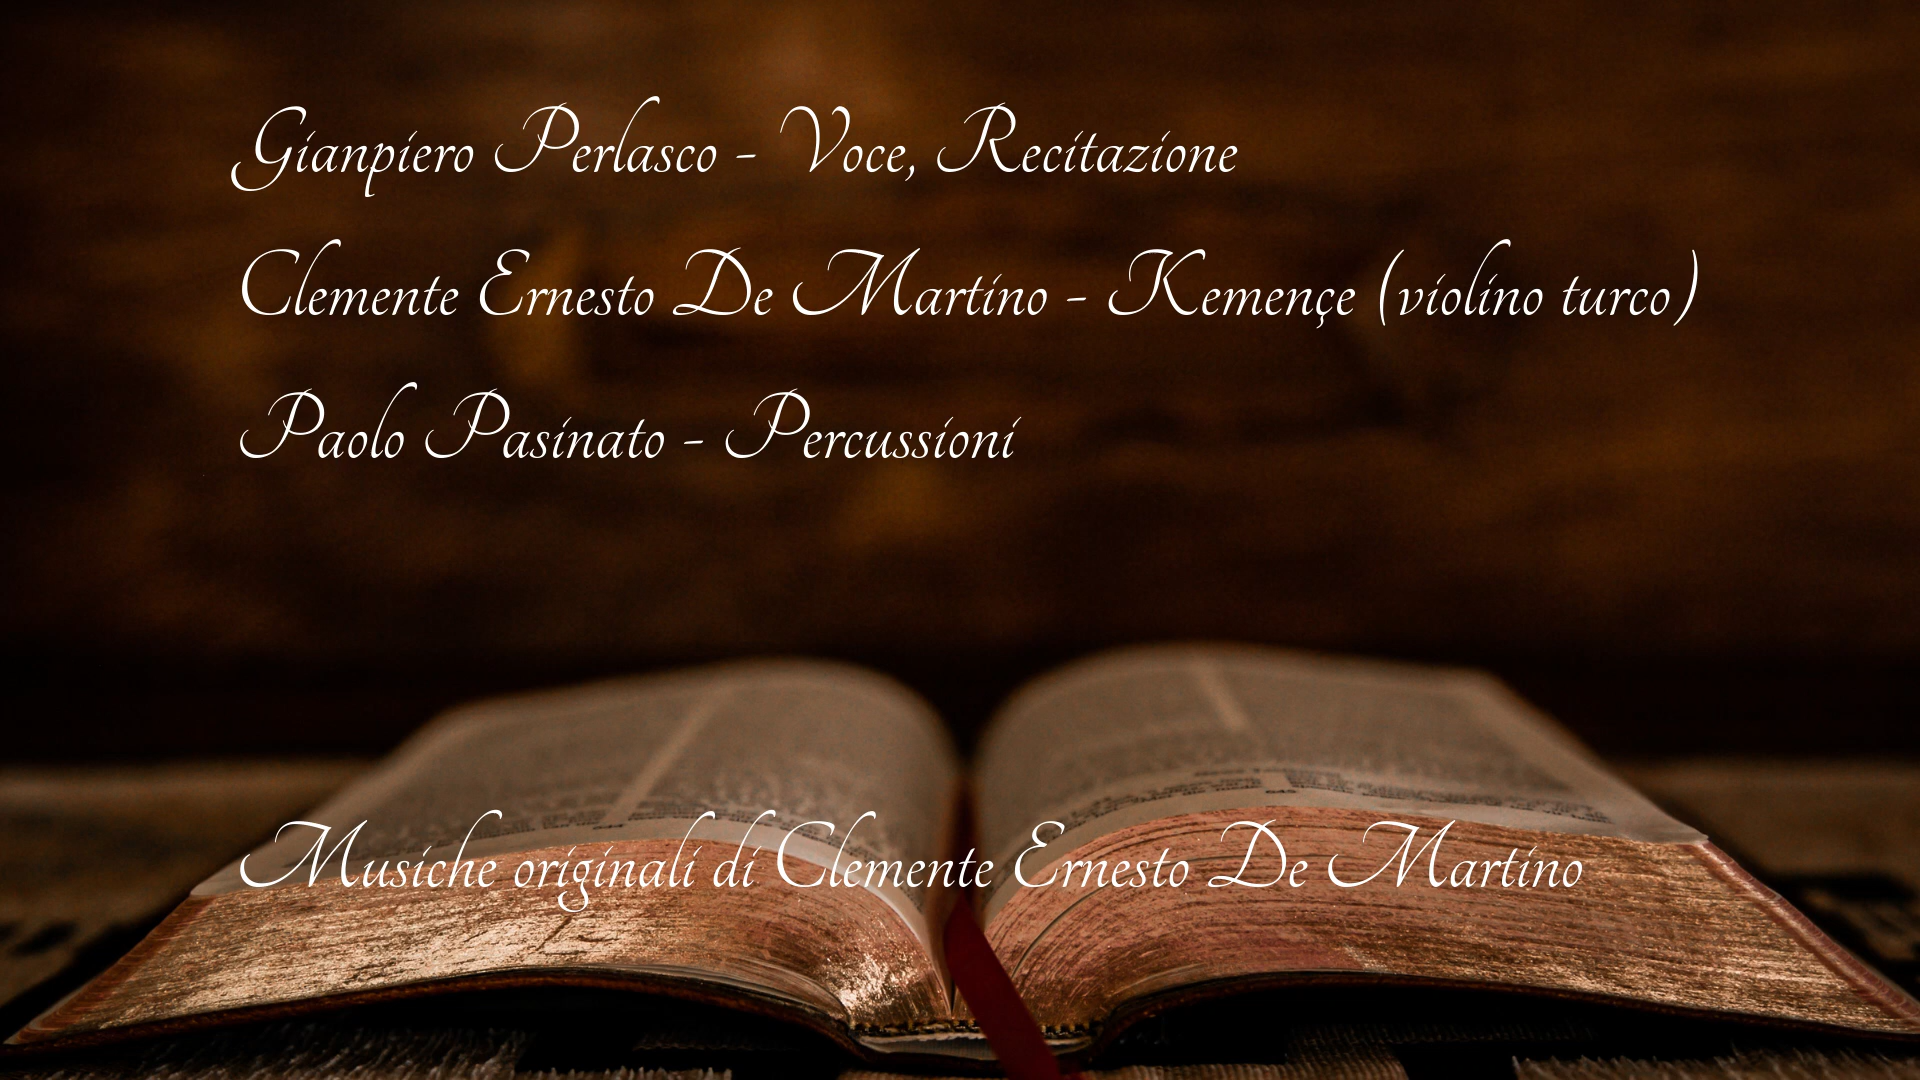 Gianpiero Perlasco - Voce, Recitazione
Clemente Ernesto De Martino - Kemençe (violino turco)
Paolo Pasinato - Percussioni
Musiche originali di Clemente Ernesto De Martino